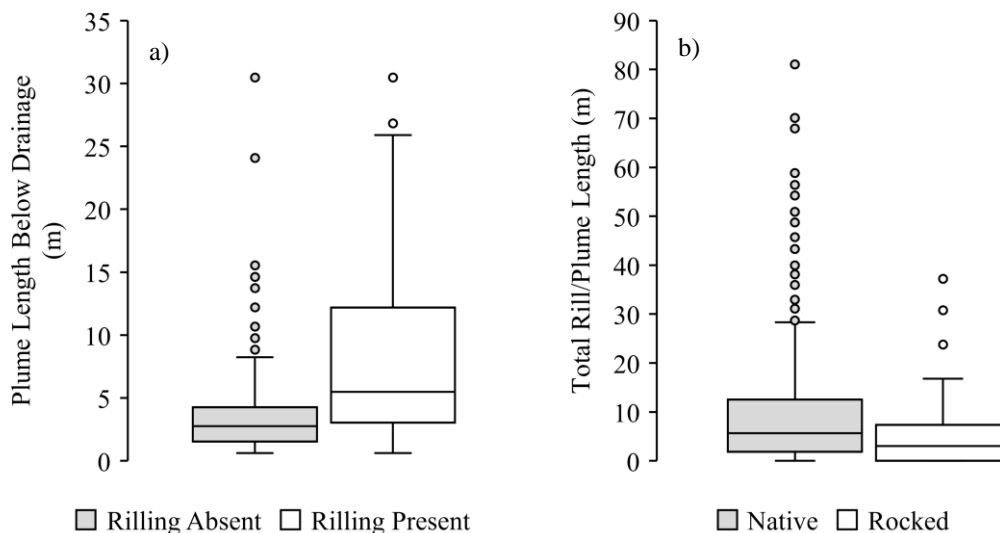 a)
Plume Length Below Drainage
(m)
35
30
25
20
15
10
5
0
Rilling Absent
Rilling Present
b)
Total Rill/Plume Length (m)
90
80
70
60
50
40
30
20
10
0
Native
Rocked